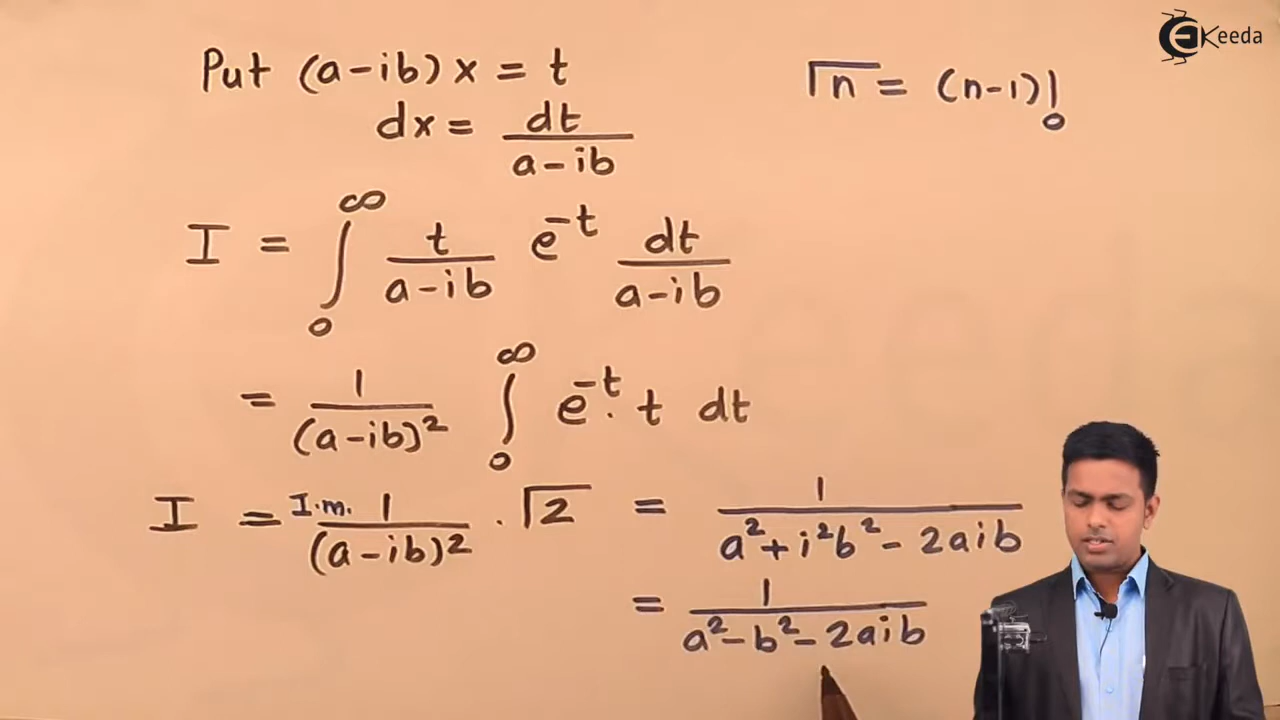 EKeeda
Put (a-ib) x = t
dx = dt/(a-ib)
Γn = (n-1)!
I = ∫₀^∞ t/(a-ib) e^-t dt/(a-ib)
= 1/(a-ib)² ∫₀^∞ e^-t . t dt
I = I.m. 1/(a-ib)² . Γ2 = 1/(a²+i²b²-2aib)
= 1/(a²-b²-2aib)